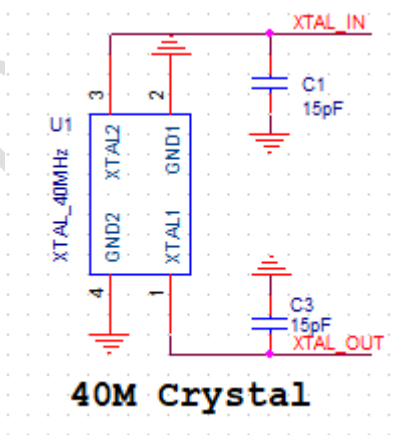 XTAL_IN
3
2
C1
15pF
U1
XTAL_40MHz
XTAL2
GND1
GND2
XTAL1
4
1
C3
15pF
XTAL_OUT
40M Crystal